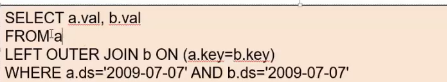 SELECT a.val, b.val
FROM a
LEFT OUTER JOIN b ON (a.key=b.key)
WHERE a.ds='2009-07-07' AND b.ds='2009-07-07'